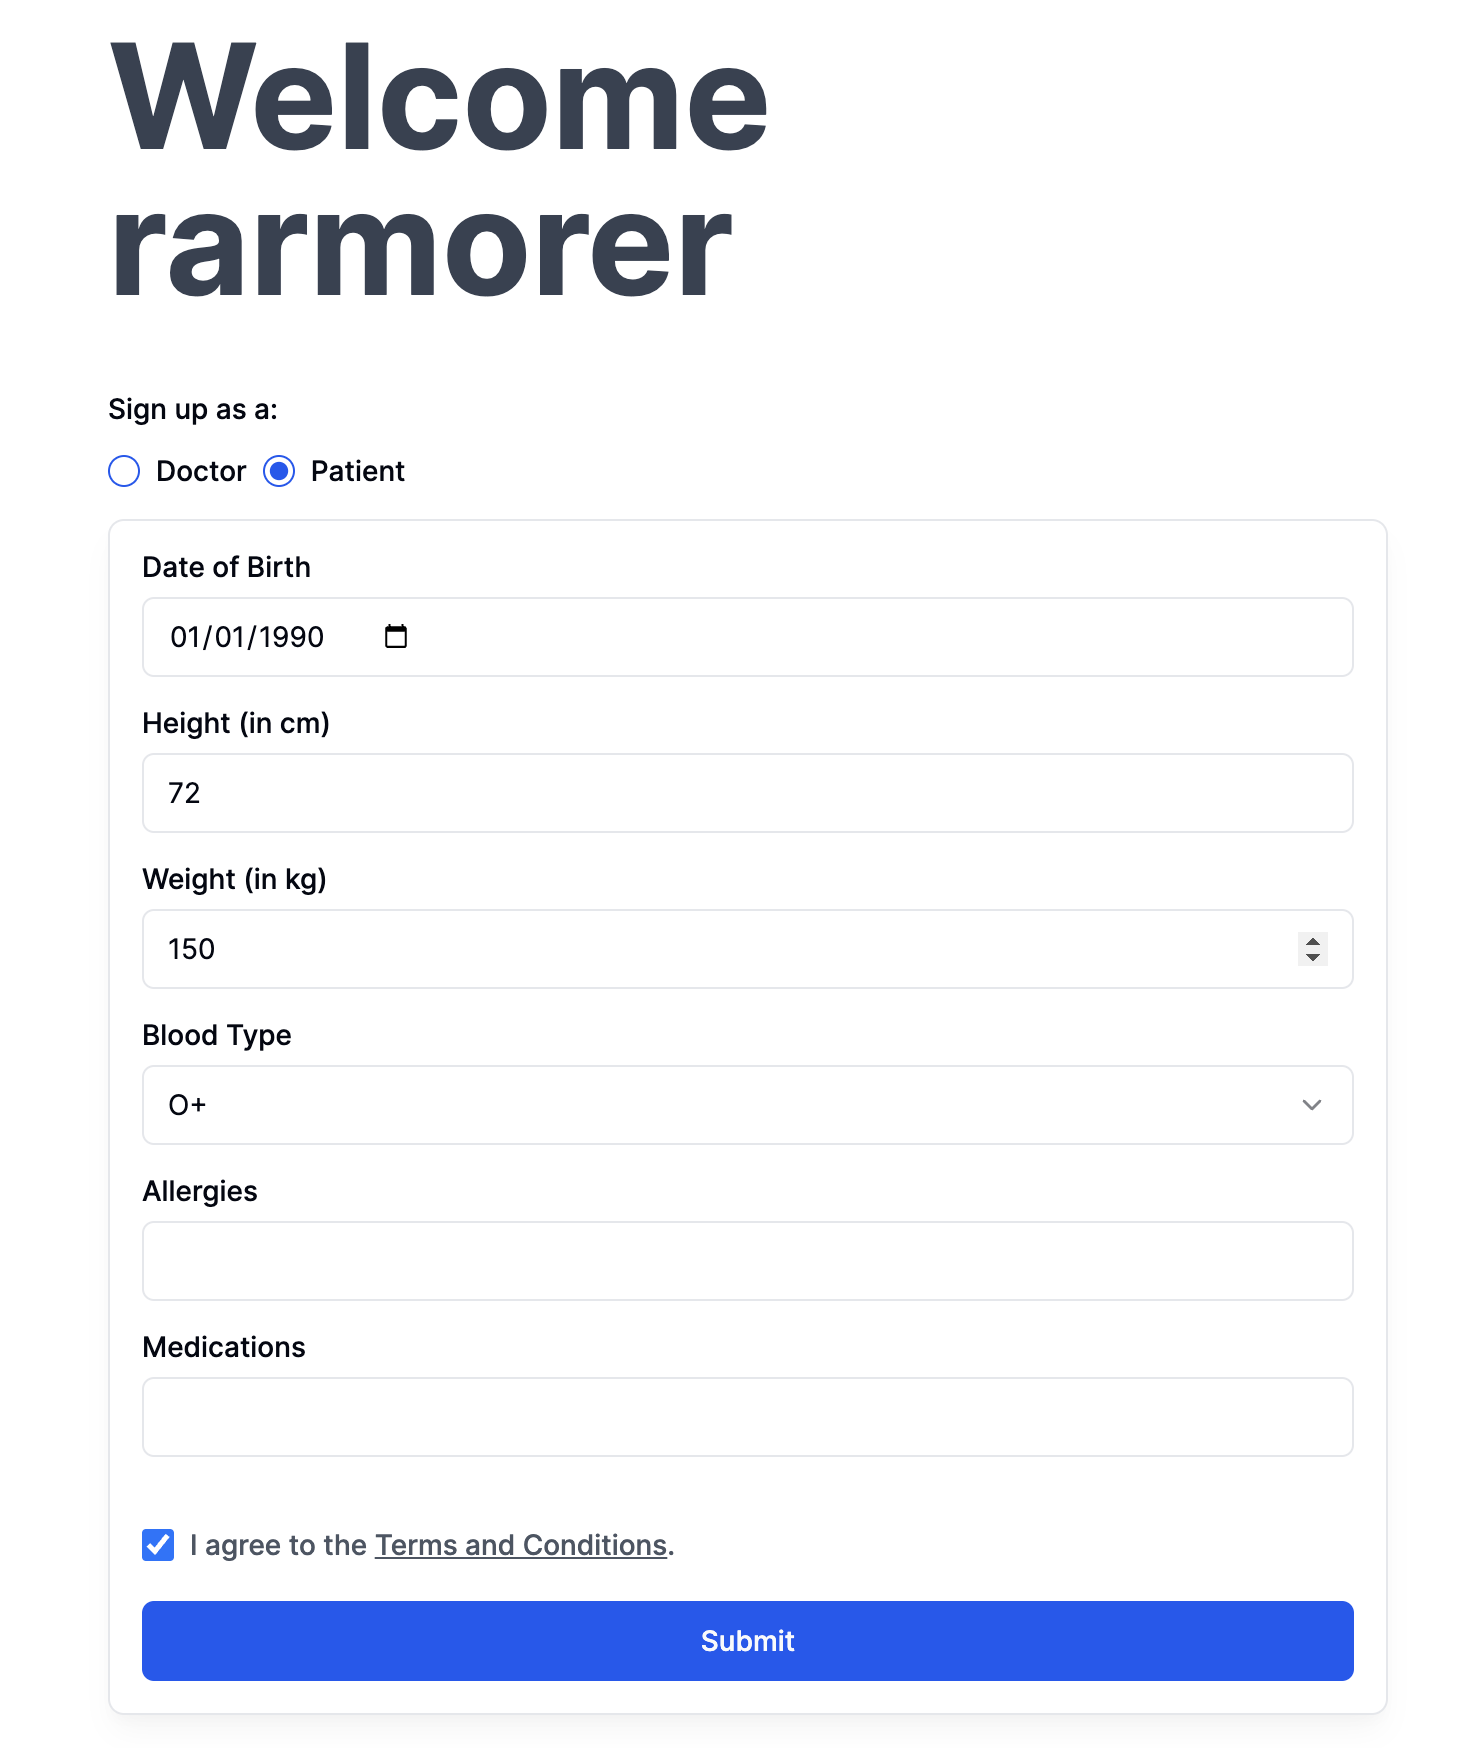 Welcome
rarmorer
Sign up as a:
Doctor Patient
Date of Birth
01/01/1990
Height (in cm)
72
Weight (in kg)
150
Blood Type
O+
Allergies
Medications
I agree to the Terms and Conditions.
Submit